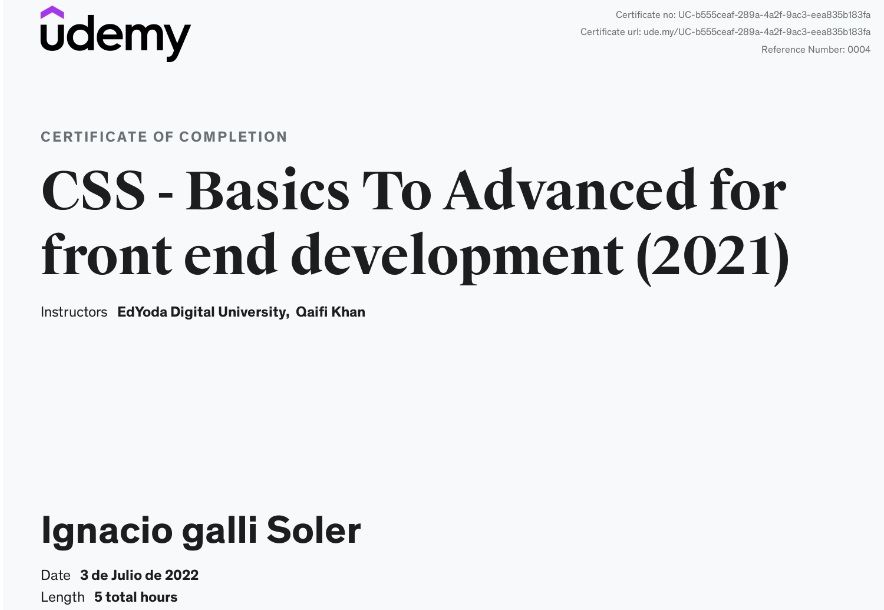 udemy
Certificate no: UC-b555ceaf-289a-4a2f-9ac3-eea835b183fa
Certificate url: ude.my/UC-b555ceaf-289a-4a2f-9ac3-eea835b183fa
Reference Number: 0004
CERTIFICATE OF COMPLETION
CSS - Basics To Advanced for
front end development (2021)
Instructors EdYoda Digital University, Qaifi Khan
Ignacio galli Soler
Date 3 de Julio de 2022
Length 5 total hours